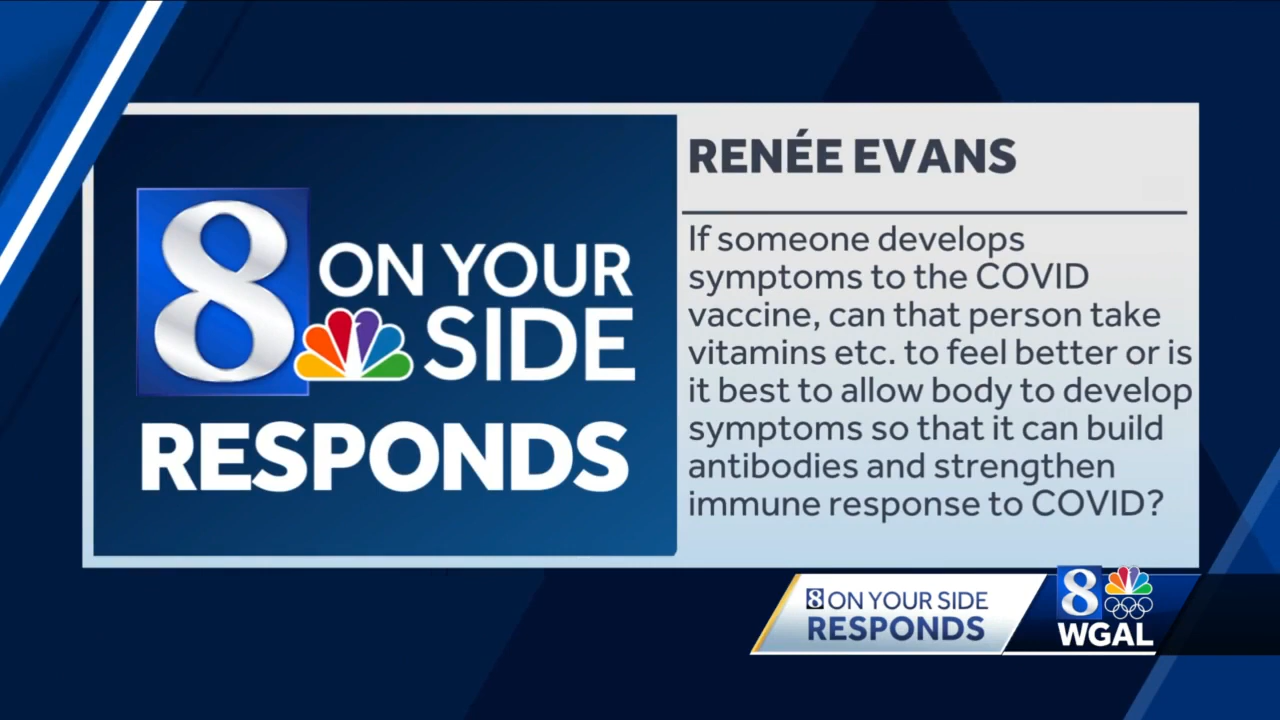 8 ON YOUR
SIDE
RESPONDS
RENÉE EVANS
If someone develops
symptoms to the COVID
vaccine, can that person take
vitamins etc. to feel better or is
it best to allow body to develop
symptoms so that it can build
antibodies and strengthen
immune response to COVID?
8 ON YOUR SIDE
RESPONDS
8
WGAL